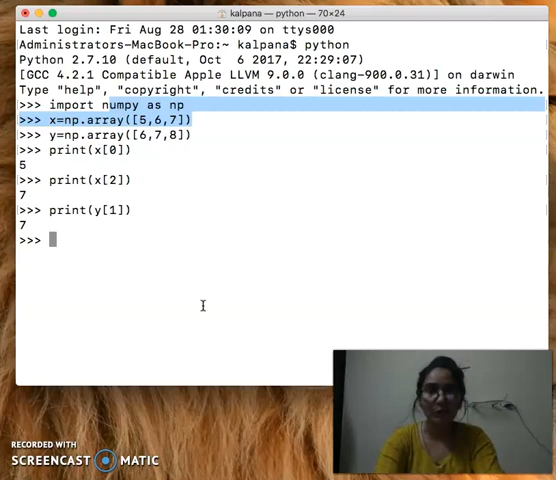 kalpana — python — 70×24
Last login: Fri Aug 28 01:30:09 on ttys000
Administrators-MacBook-Pro:~ kalpana$ python
Python 2.7.10 (default, Oct  6 2017, 22:29:07)
[GCC 4.2.1 Compatible Apple LLVM 9.0.0 (clang-900.0.31)] on darwin
Type "help", "copyright", "credits" or "license" for more information.
>>> import numpy as np
>>> x=np.array([5,6,7])
>>> y=np.array([6,7,8])
>>> print(x[0])
5
>>> print(x[2])
7
>>> print(y[1])
7
>>>
RECORDED WITH
SCREENCAST MATIC